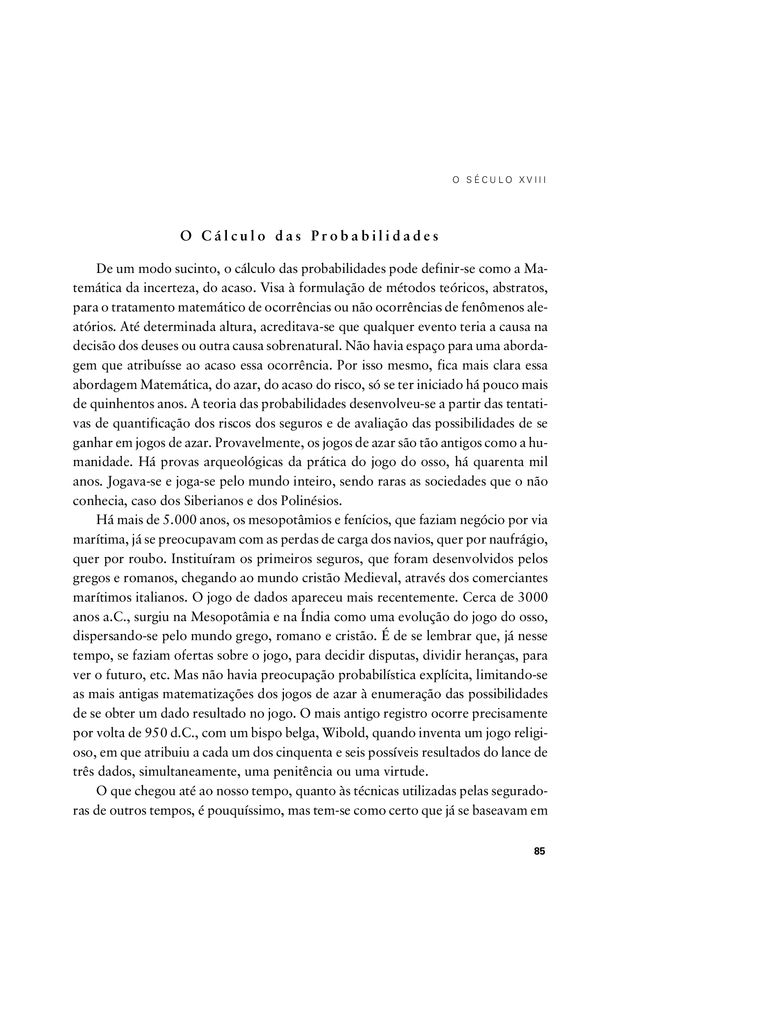 O SÉCULO XVIII
O Cálculo das Probabilidades
De um modo sucinto, o cálculo das probabilidades pode definir-se como a Ma-
temática da incerteza, do acaso. Visa à formulação de métodos teóricos, abstratos,
para o tratamento matemático de ocorrências ou não ocorrências de fenômenos ale-
atórios. Até determinada altura, acreditava-se que qualquer evento teria a causa na
decisão dos deuses ou outra causa sobrenatural. Não havia espaço para uma aborda-
gem que atribuísse ao acaso essa ocorrência. Por isso mesmo, fica mais clara essa
abordagem Matemática, do azar, do acaso do risco, só se ter iniciado há pouco mais
de quinhentos anos. A teoria das probabilidades desenvolveu-se a partir das tentati-
vas de quantificação dos riscos dos seguros e de avaliação das possibilidades de se
ganhar em jogos de azar. Provavelmente, os jogos de azar são tão antigos como a hu-
manidade. Há provas arqueológicas da prática do jogo do osso, há quarenta mil
anos. Jogava-se e joga-se pelo mundo inteiro, sendo raras as sociedades que o não
conhecia, caso dos Siberianos e dos Polinésios.
Há mais de 5.000 anos, os mesopotâmios e fenícios, que faziam negócio por via
marítima, já se preocupavam com as perdas de carga dos navios, quer por naufrágio,
quer por roubo. Instituíram os primeiros seguros, que foram desenvolvidos pelos
gregos e romanos, chegando ao mundo cristão Medieval, através dos comerciantes
marítimos italianos. O jogo de dados apareceu mais recentemente. Cerca de 3000
anos a.C., surgiu na Mesopotâmia e na Índia como uma evolução do jogo do osso,
dispersando-se pelo mundo grego, romano e cristão. É de se lembrar que, já nesse
tempo, se faziam ofertas sobre o jogo, para decidir disputas, dividir heranças, para
ver o futuro, etc. Mas não havia preocupação probabilística explícita, limitando-se
as mais antigas matematizações dos jogos de azar à enumeração das possibilidades
de se obter um dado resultado no jogo. O mais antigo registro ocorre precisamente
por volta de 950 d.C., com um bispo belga, Wibold, quando inventa um jogo religi-
oso, em que atribuiu a cada um dos cinquenta e seis possíveis resultados do lance de
três dados, simultaneamente, uma penitência ou uma virtude.
O que chegou até ao nosso tempo, quanto às técnicas utilizadas pelas segurado-
ras de outros tempos, é pouquíssimo, mas tem-se como certo que já se baseavam em
85